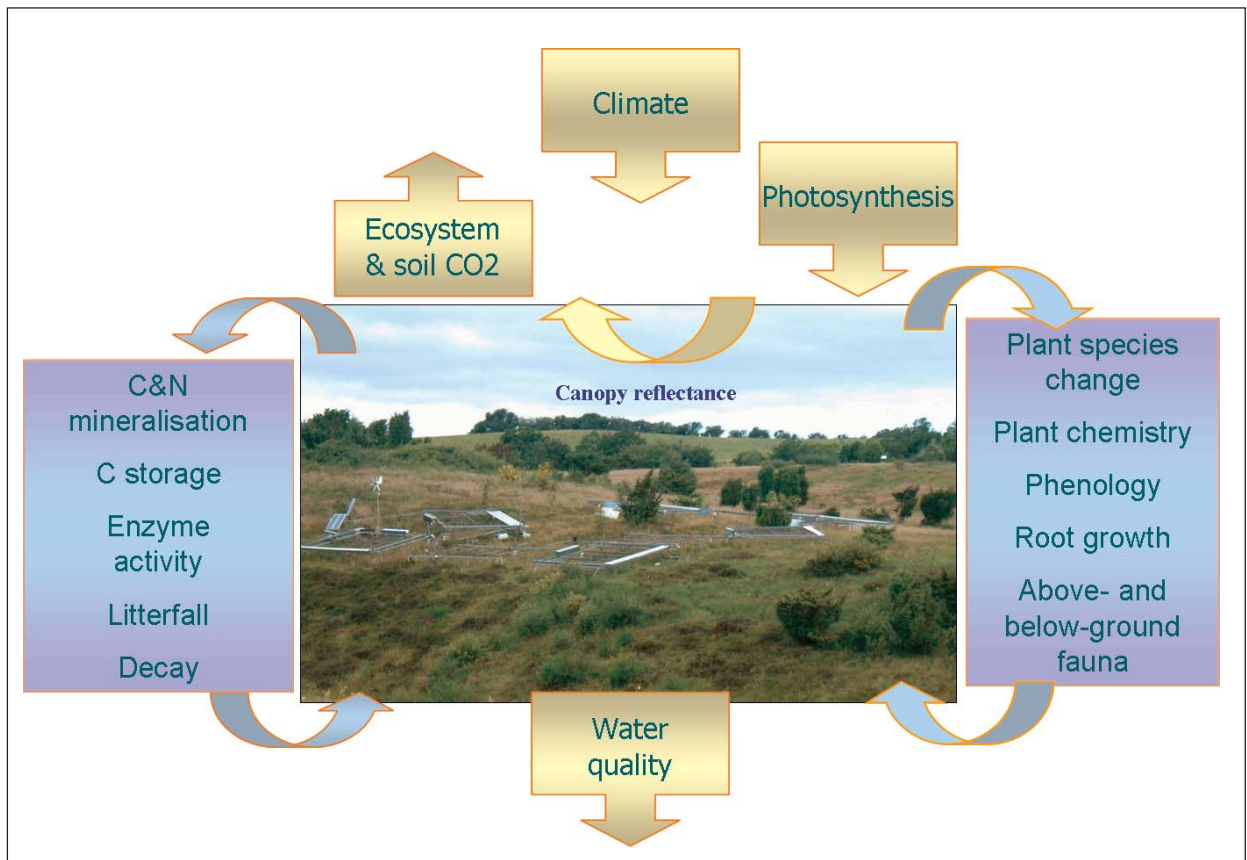 Climate
Photosynthesis
Ecosystem
& soil CO2
Canopy reflectance
C&N
mineralisation
C storage
Enzyme
activity
Litterfall
Decay
Plant species
change
Plant chemistry
Phenology
Root growth
Above- and
below-ground
fauna
Water
quality